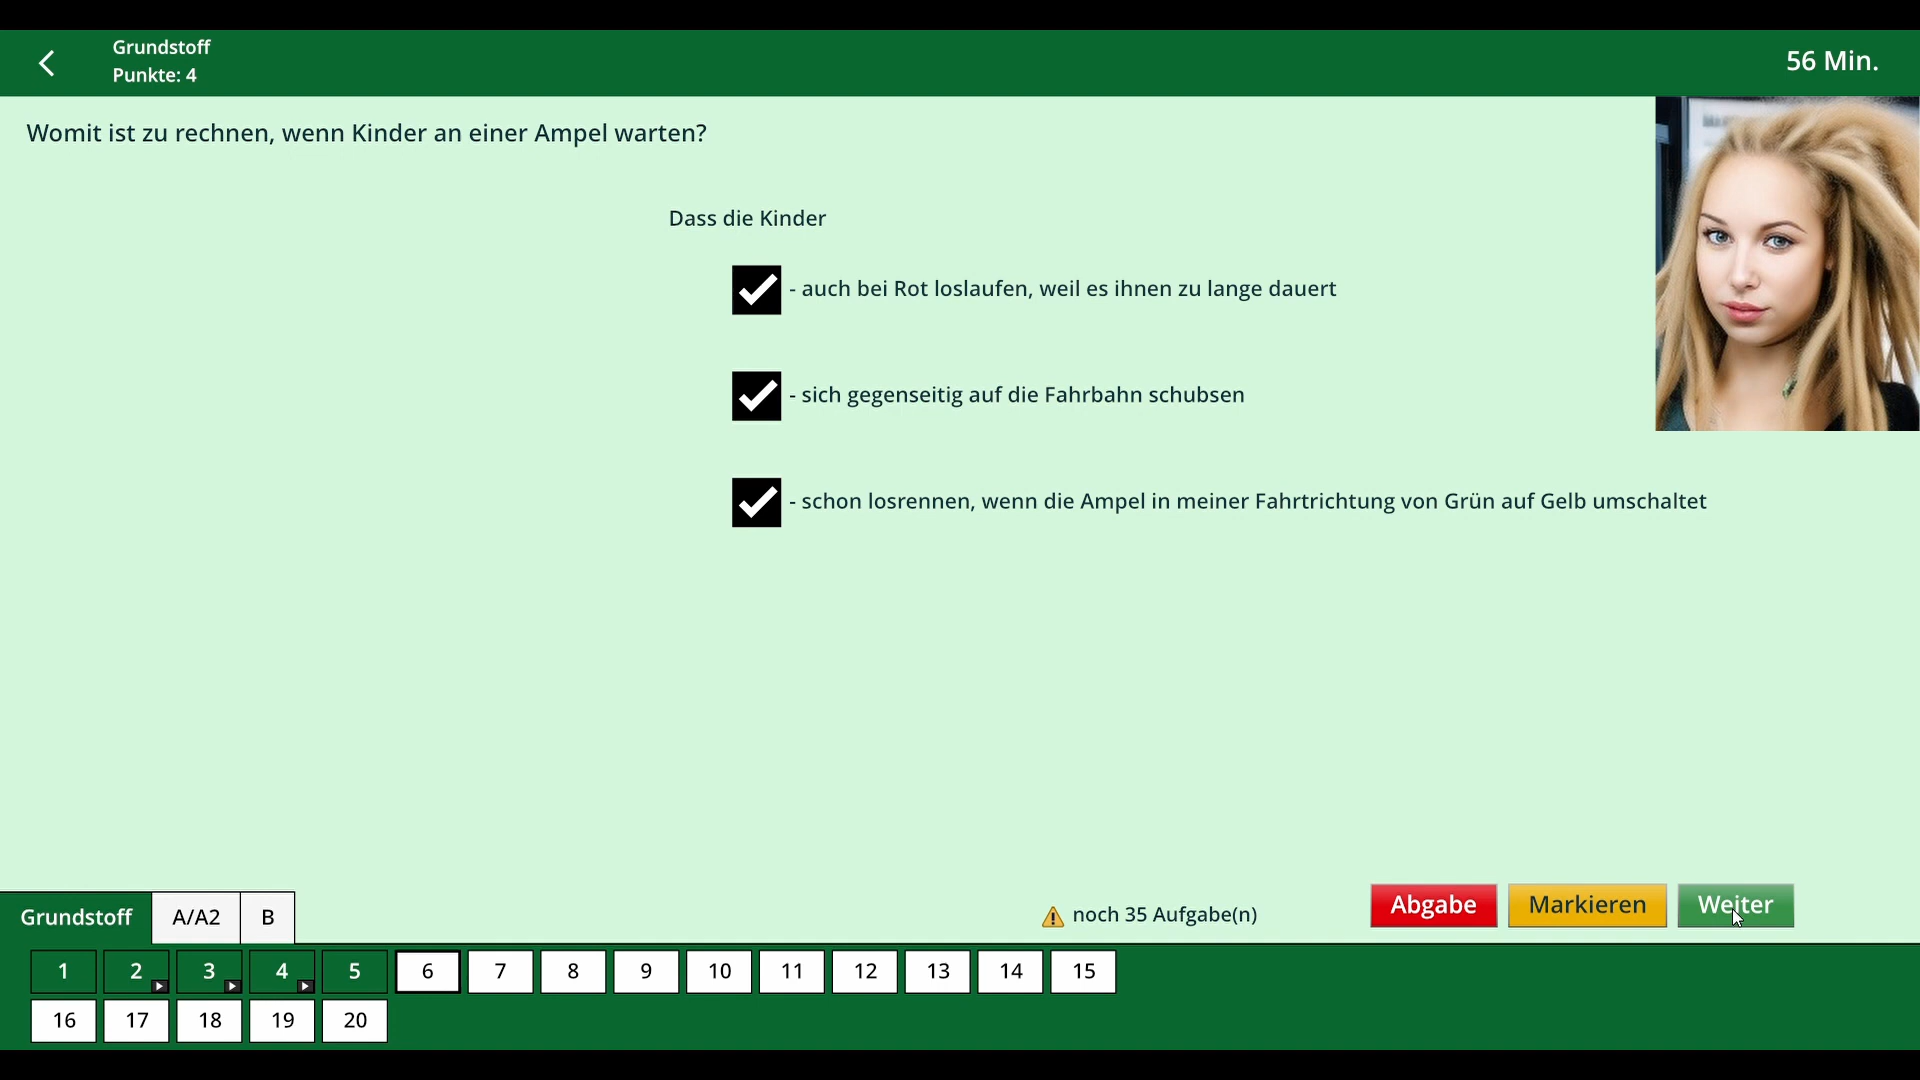 Grundstoff
Punkte: 4
56 Min.
Womit ist zu rechnen, wenn Kinder an einer Ampel warten?
Dass die Kinder
- auch bei Rot loslaufen, weil es ihnen zu lange dauert
- sich gegenseitig auf die Fahrbahn schubsen
- schon losrennen, wenn die Ampel in meiner Fahrtrichtung von Grün auf Gelb umschaltet
Grundstoff A/A2 B
noch 35 Aufgabe(n)
Abgabe Markieren Weiter
1 2 3 4 5 6 7 8 9 10 11 12 13 14 15
16 17 18 19 20